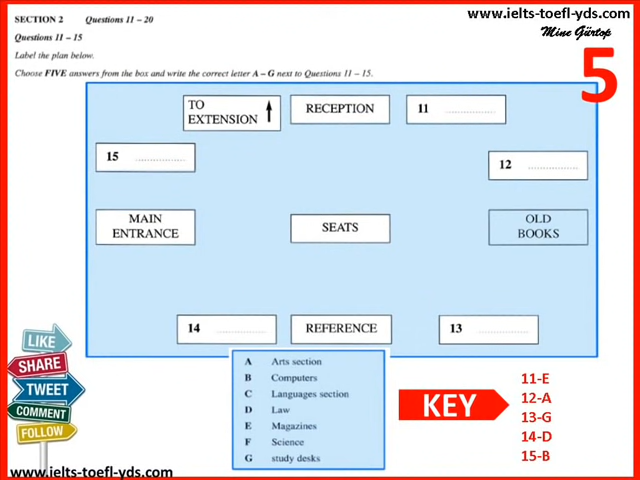 SECTION 2 Questions 11 – 20
www.ielts-toefl-yds.com
Mine Gürtop
Questions 11 – 15
Label the plan below.
Choose FIVE answers from the box and write the correct letter A – G next to Questions 11 – 15.
5
TO
EXTENSION
RECEPTION
11 ..............
15 ..............
12 ..............
MAIN
ENTRANCE
SEATS
OLD
BOOKS
14 ..............
REFERENCE
13 ..............
A Arts section
B Computers
C Languages section
D Law
E Magazines
F Science
G study desks
LIKE
SHARE
TWEET
COMMENT
FOLLOW
KEY
11-E
12-A
13-G
14-D
15-B
www.ielts-toefl-yds.com